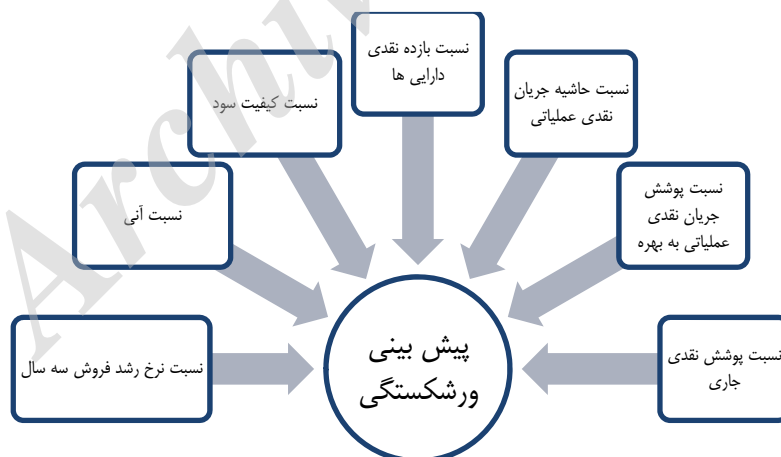 نسبت بازده نقدی
دارایی ها
نسبت حاشیه جریان
نقدی عملیاتی
نسبت کیفیت سود
نسبت پوشش
جریان نقدی
عملیاتی به بهره
نسبت آنی
نسبت پوشش نقدی
جاری
نسبت نرخ رشد فروش سه سال
پیش بینی
ورشکستگی
Archiv